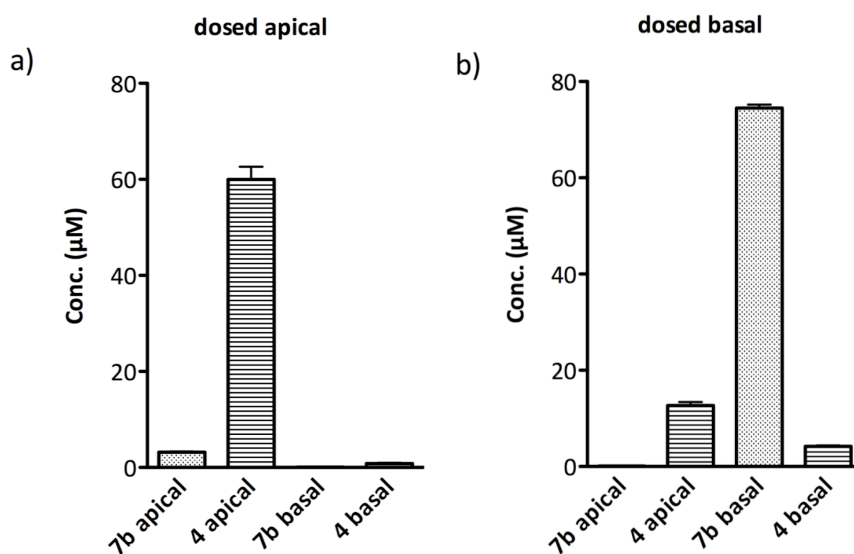 dosed apical
a)
80
60
40
20
0
Conc. (µM)
7b apical
4 apical
7b basal
4 basal
dosed basal
b)
80
60
40
20
0
Conc. (µM)
7b apical
4 apical
7b basal
4 basal